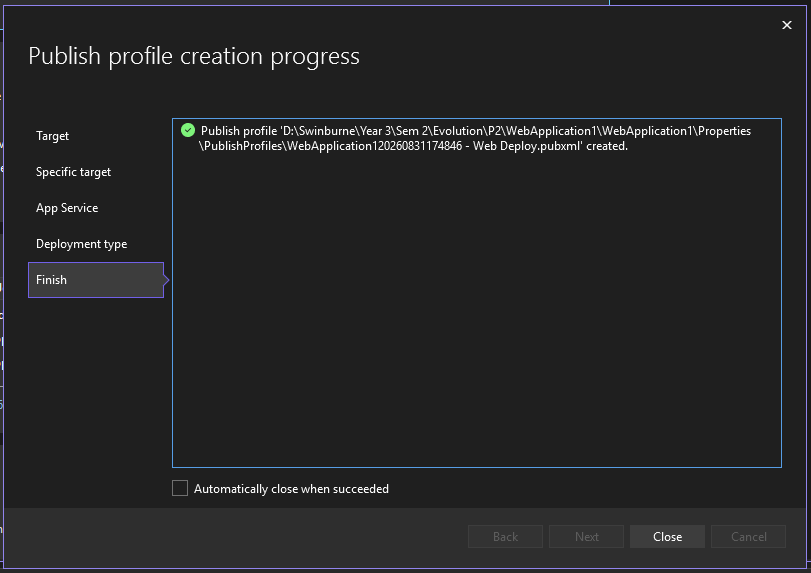 Publish profile creation progress
Target
Specific target
App Service
Deployment type
Finish
Publish profile 'D:\Swinburne\Year 3\Sem 2\Evolution\P2\WebApplication1\WebApplication1\Properties
\PublishProfiles\WebApplication120260831174846 - Web Deploy.pubxml' created.
Automatically close when succeeded
Back
Next
Close
Cancel